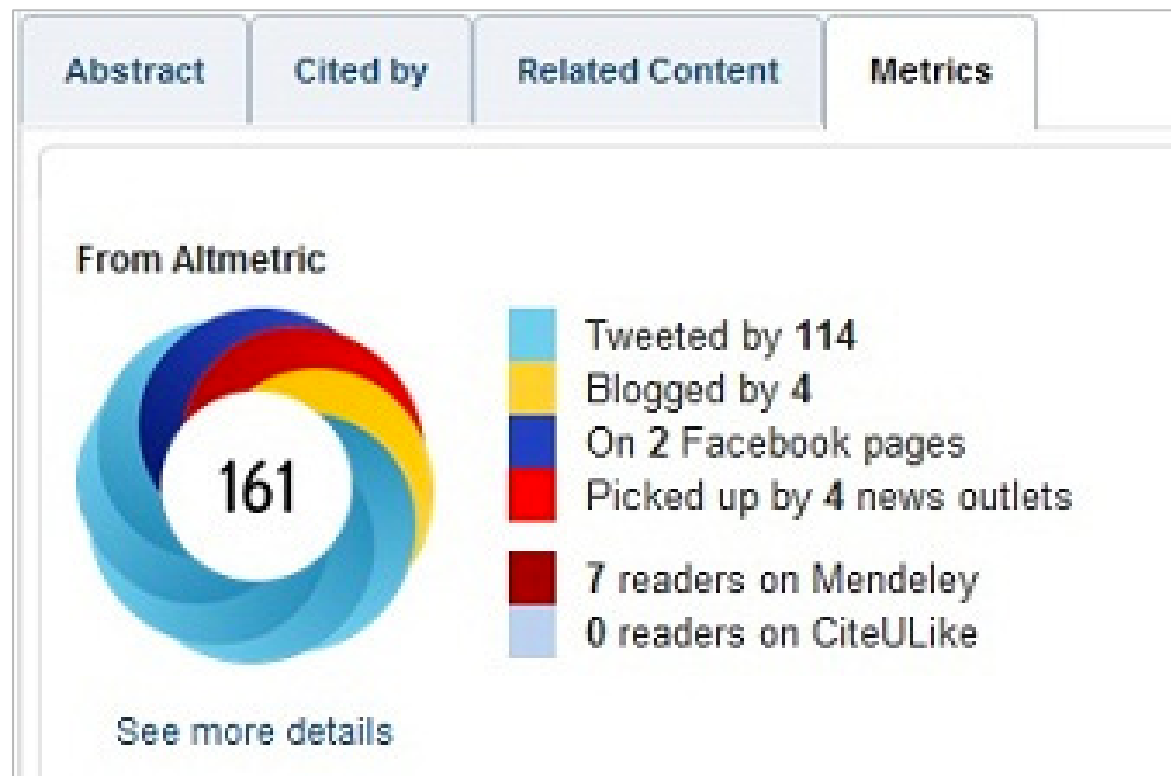 Abstract Cited by Related Content Metrics
From Altmetric
161
Tweeted by 114
Blogged by 4
On 2 Facebook pages
Picked up by 4 news outlets
7 readers on Mendeley
0 readers on CiteULike
See more details